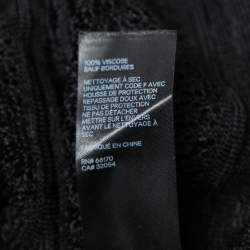 100% VISCOSE
SAUF BORDURES
NETTOYAGE À SEC
UNIQUEMENT CODE P AVEC
HOUSSE DE PROTECTION
REPASSAGE DOUX AVEC
TISSU DE PROTECTION
NE PAS DÉTACHER
METTRE SUR L'ENVERS
AVANT LE NETTOYAGE À SEC
FABRIQUÉ EN CHINE
RN# 66170
CA# 32054